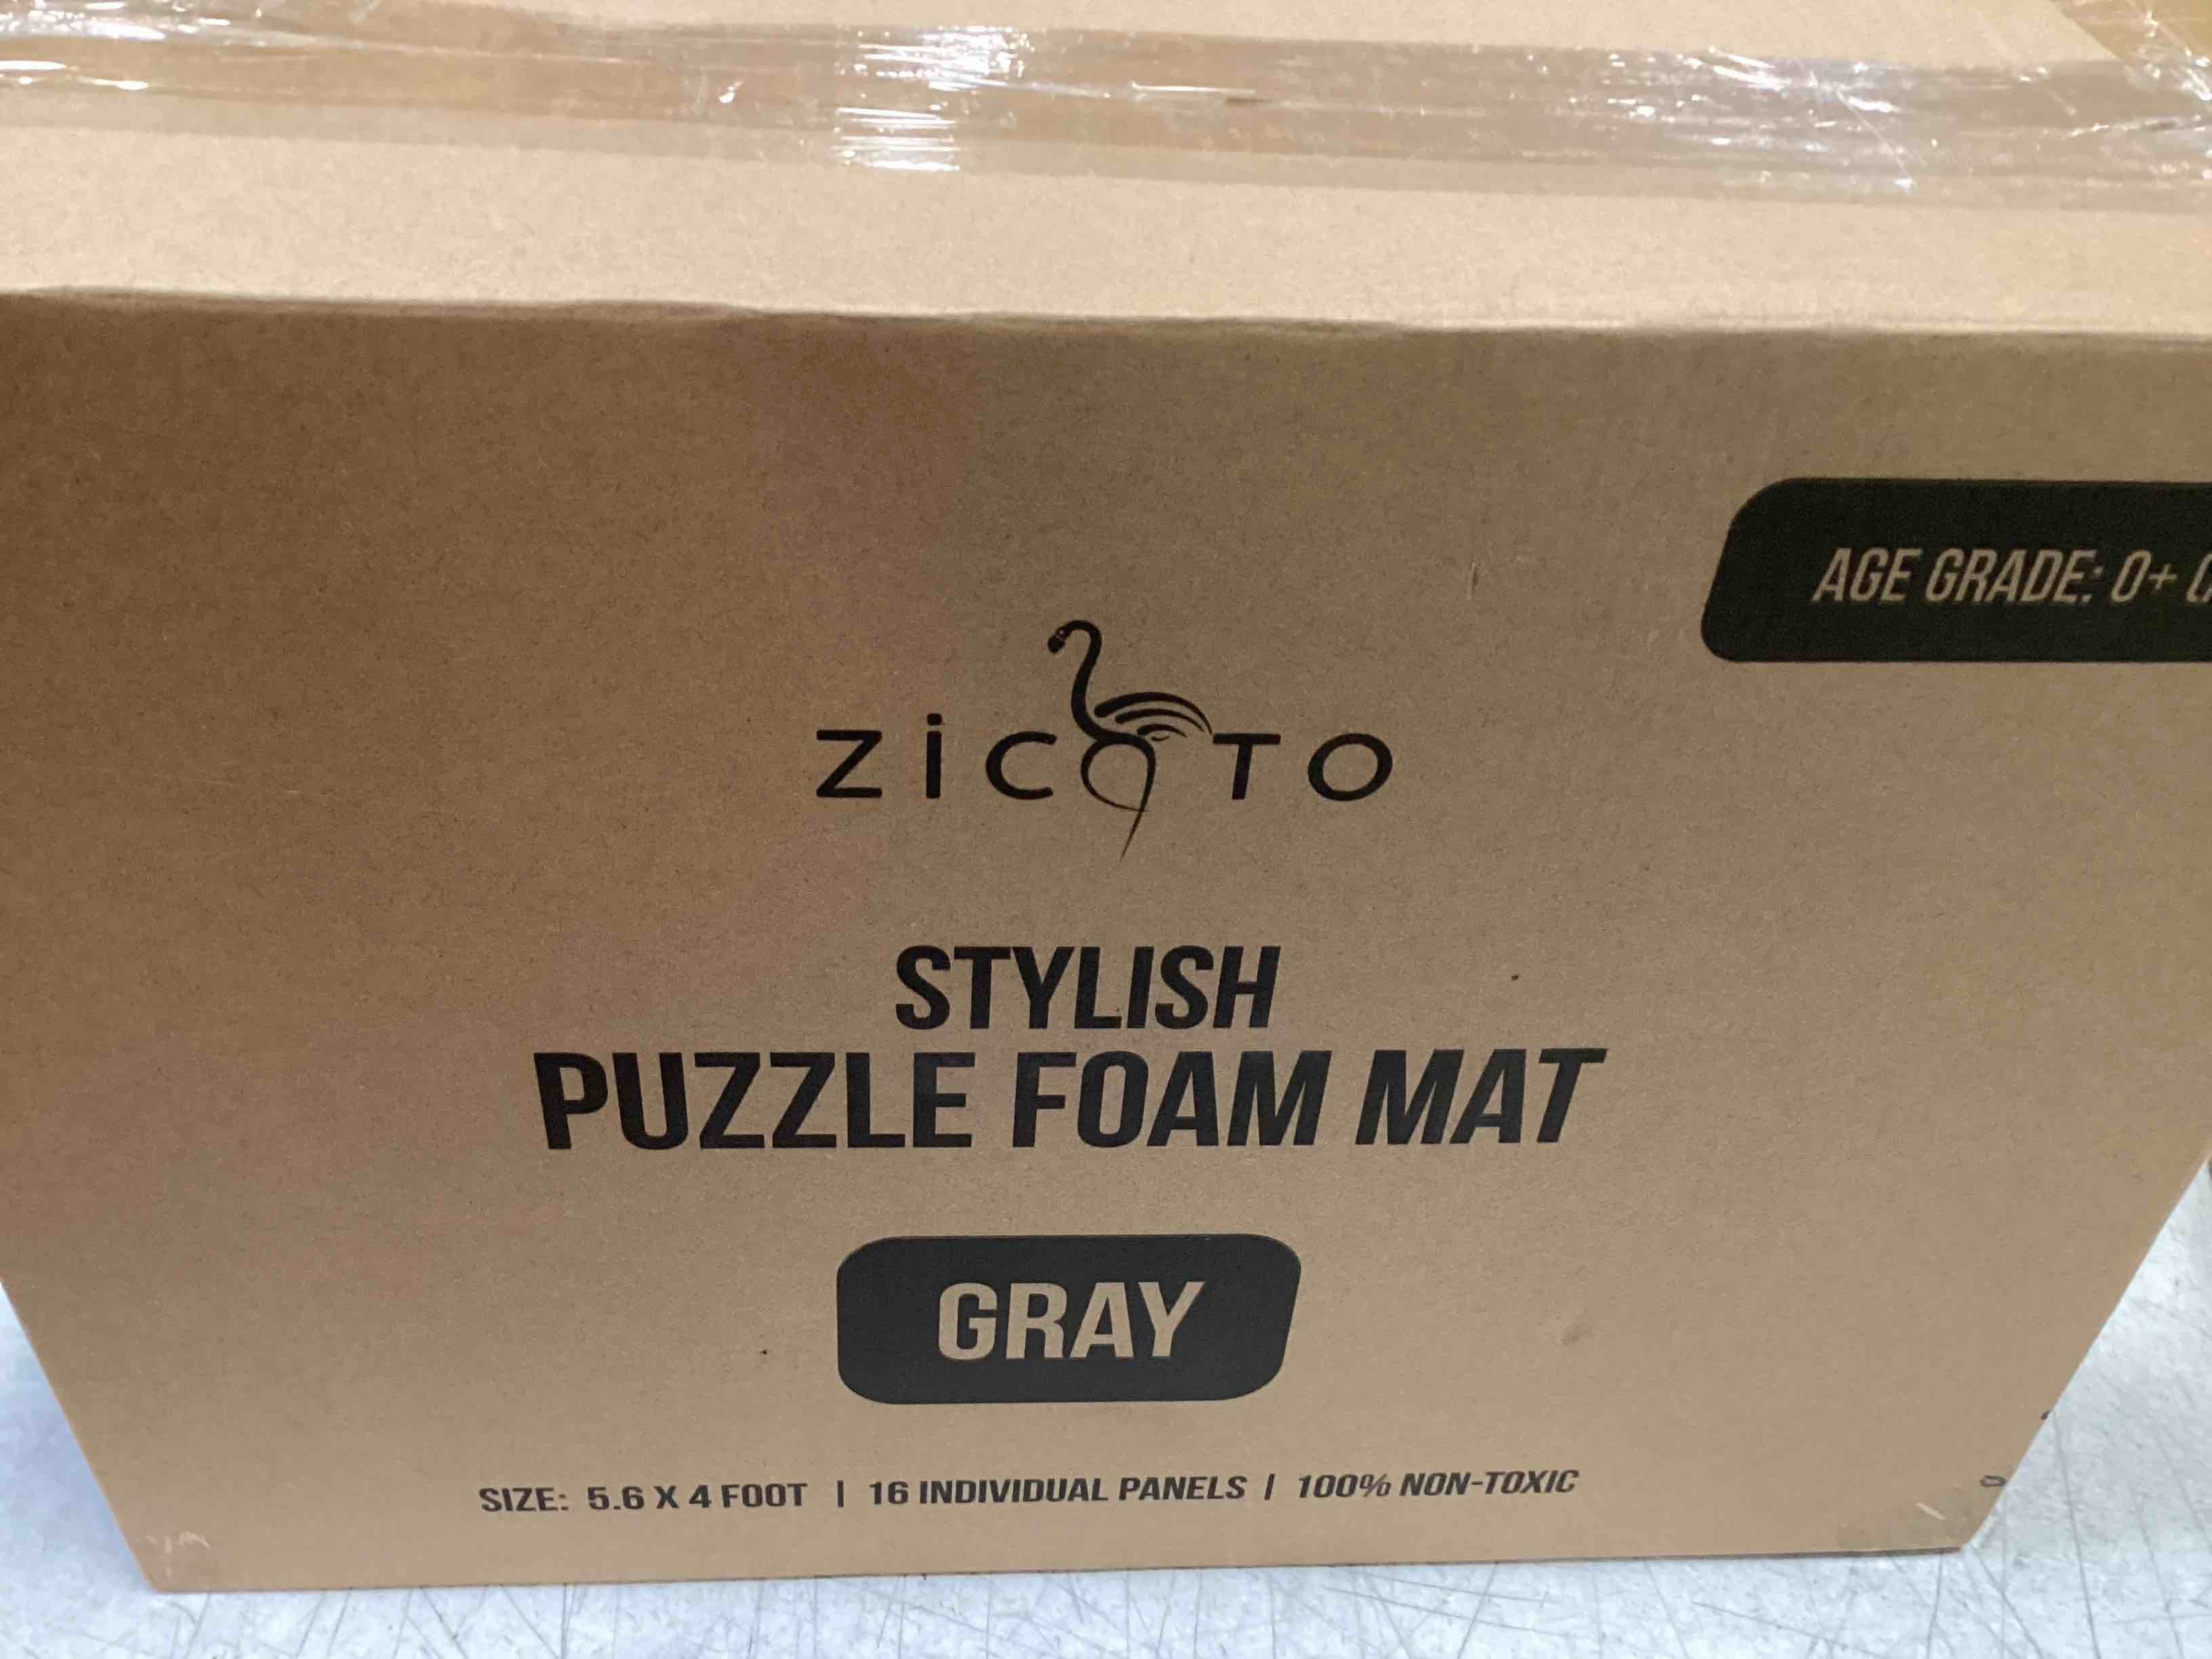 AGE GRADE: 0+
ZICOTO
STYLISH
PUZZLE FOAM MAT
GRAY
SIZE: 5.6 X 4 FOOT | 16 INDIVIDUAL PANELS | 100% NON-TOXIC